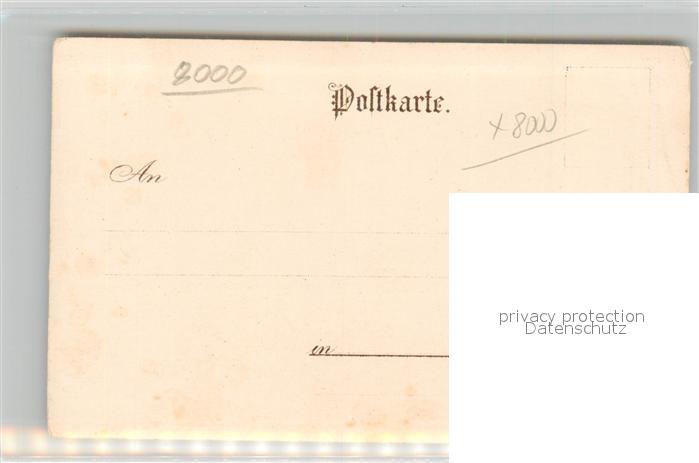 8000
Postkarte.
x 8000
An
privacy protection
Datenschutz
in